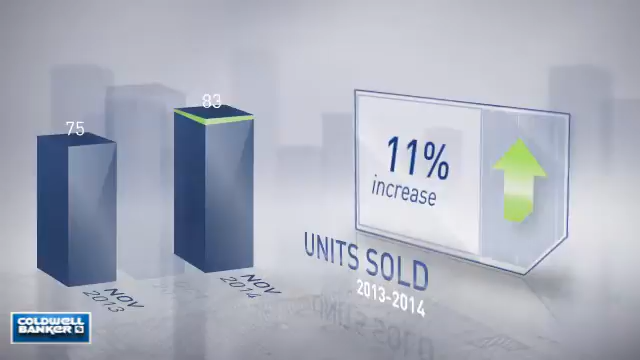 75
83
NOV
2013
NOV
2014
11%
increase
UNITS SOLD
2013-2014
COLDWELL
BANKER